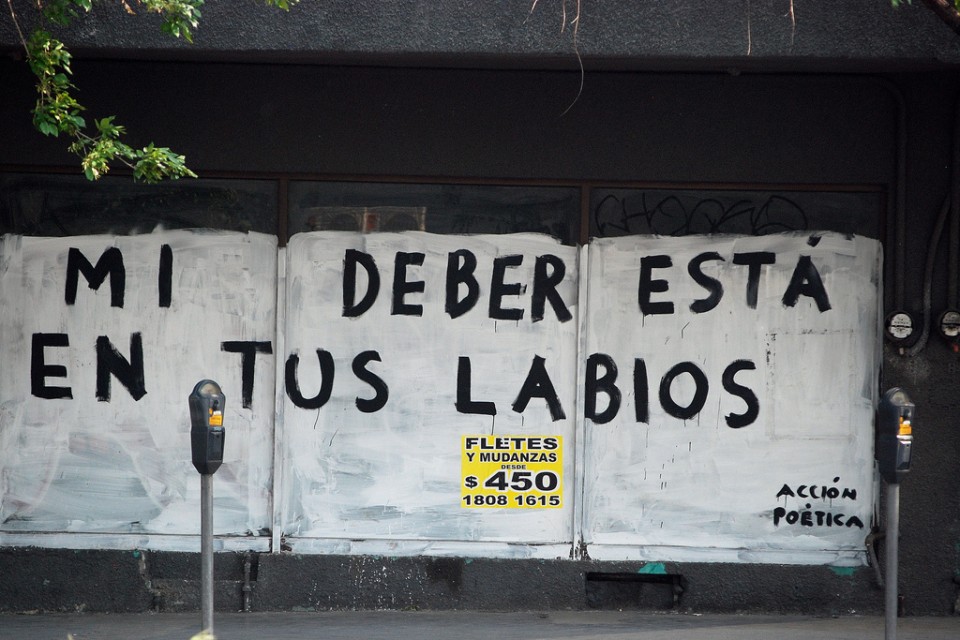 MI DEBER ESTÁ
EN TUS LABIOS
FLETES
Y MUDANZAS
DESDE
$ 450
1808 1615
ACCIÓN
POÉTICA